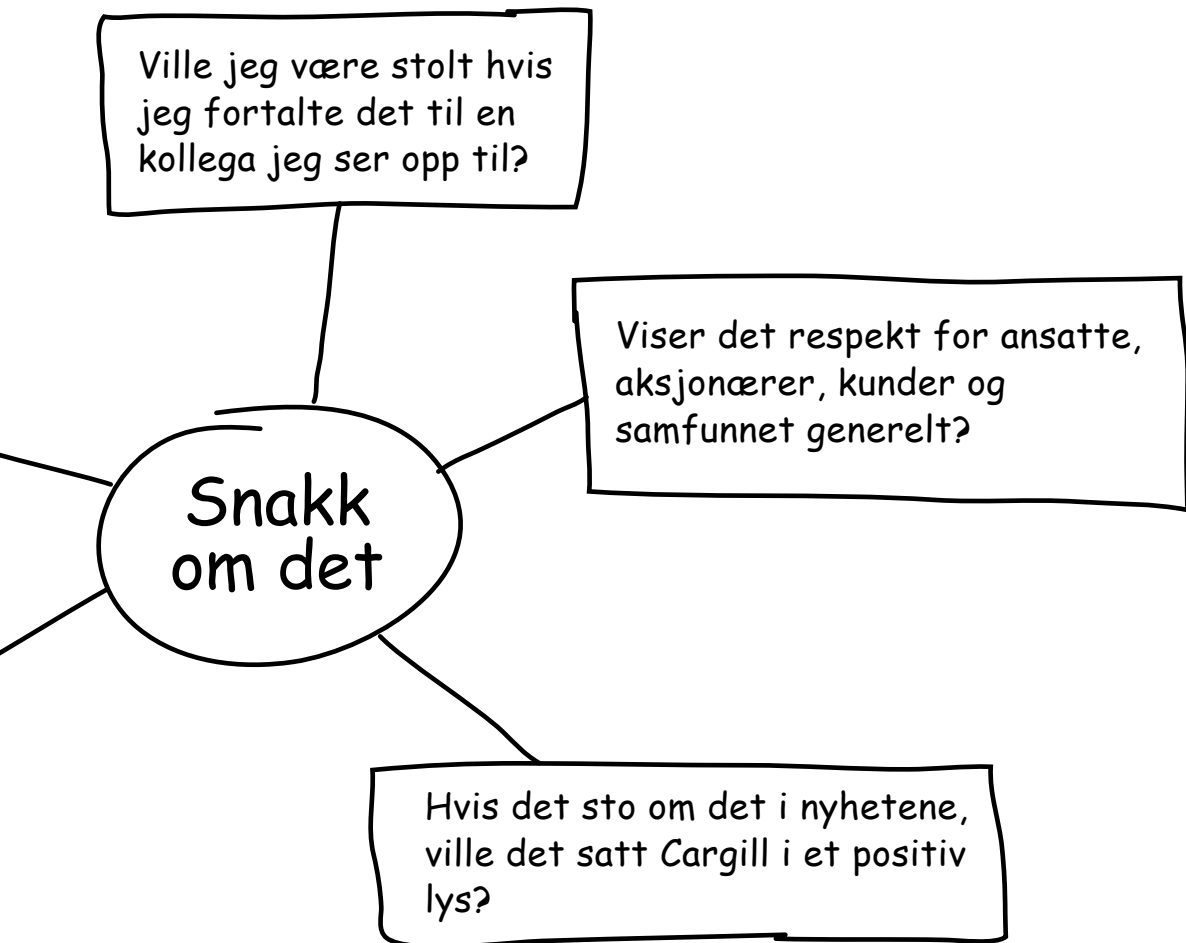 Ville jeg være stolt hvis
jeg fortalte det til en
kollega jeg ser opp til?
Viser det respekt for ansatte,
aksjonærer, kunder og
samfunnet generelt?
Snakk
om det
Hvis det sto om det i nyhetene,
ville det satt Cargill i et positiv
lys?